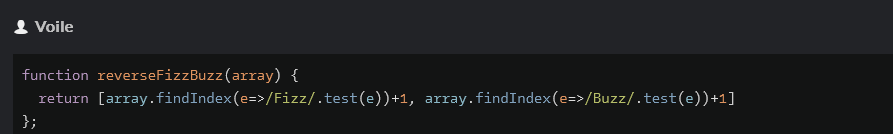 Voile
function reverseFizzBuzz(array) {
  return [array.findIndex(e=>/Fizz/.test(e))+1, array.findIndex(e=>/Buzz/.test(e))+1]
};